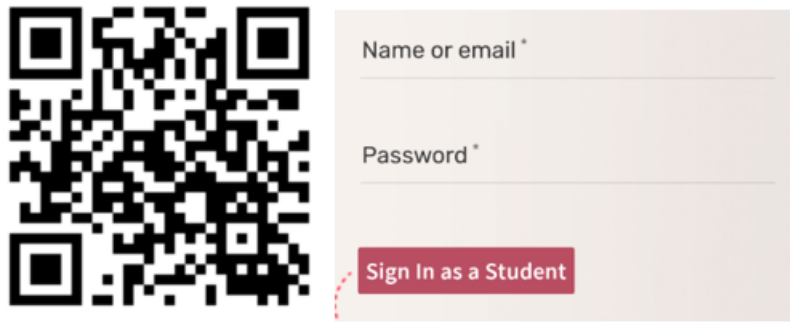 Name or email *
Password *
Sign In as a Student